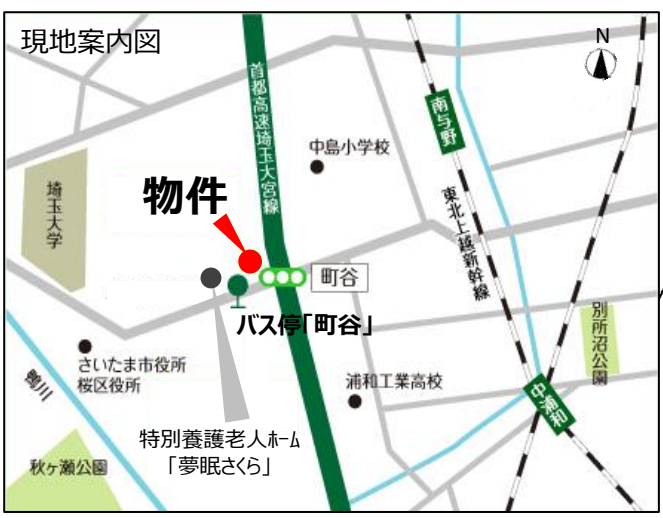 現地案内図
N
首都高速埼玉大宮線
南与野
中島小学校
物件
埼玉大学
東北上越新幹線
町谷
バス停「町谷」
別所沼公園
さいたま市役所
桜区役所
鴨川
浦和工業高校
中浦和
特別養護老人ホーム
「夢眠さくら」
秋ヶ瀬公園